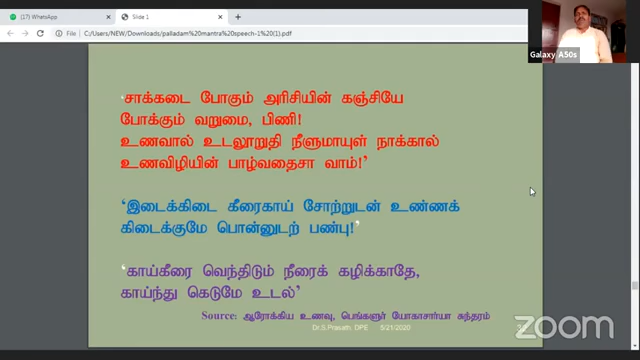 (17) WhatsApp
Slide 1
File
C:/Users/NEW/Downloads/palladam%20mantra%20speech-1%20(1).pdf
Galaxy A50s
‘சாக்கடை போகும் அரிசியின் கஞ்சியே
போக்கும் வறுமை, பிணி!
உணவால் உடலூறுதி நீளுமாயுள் நாக்கால்
உணவிழியின் பாழ்வதைசா வாம்!’
‘இடைக்கிடை கீரைகாய் சோற்றுடன் உண்ணக்
கிடைக்குமே பொன்னுடற் பண்பு!’
‘காய்கீரை வெந்திடும் நீரைக் கழிக்காதே,
காய்ந்து கெடுமே உடல்’
Source: ஆரோக்கிய உணவு, பெங்களூர் யோகாசார்யா சுந்தரம்
Dr.S.Prasath, DPE 5/21/2020
zoom